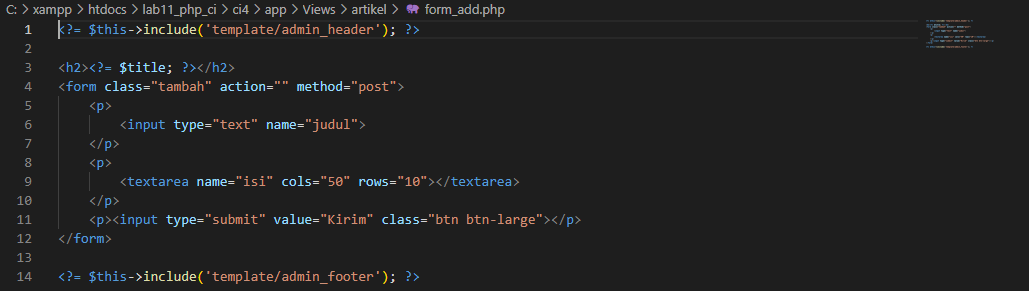 C: > xampp > htdocs > lab11_php_ci > ci4 > app > Views > artikel > form_add.php
1 <?= $this->include('template/admin_header'); ?>
2
3 <h2><?= $title; ?></h2>
4 <form class="tambah" action="" method="post">
5     <p>
6         <input type="text" name="judul">
7     </p>
8     <p>
9         <textarea name="isi" cols="50" rows="10"></textarea>
10     </p>
11     <p><input type="submit" value="Kirim" class="btn btn-large"></p>
12 </form>
13
14 <?= $this->include('template/admin_footer'); ?>